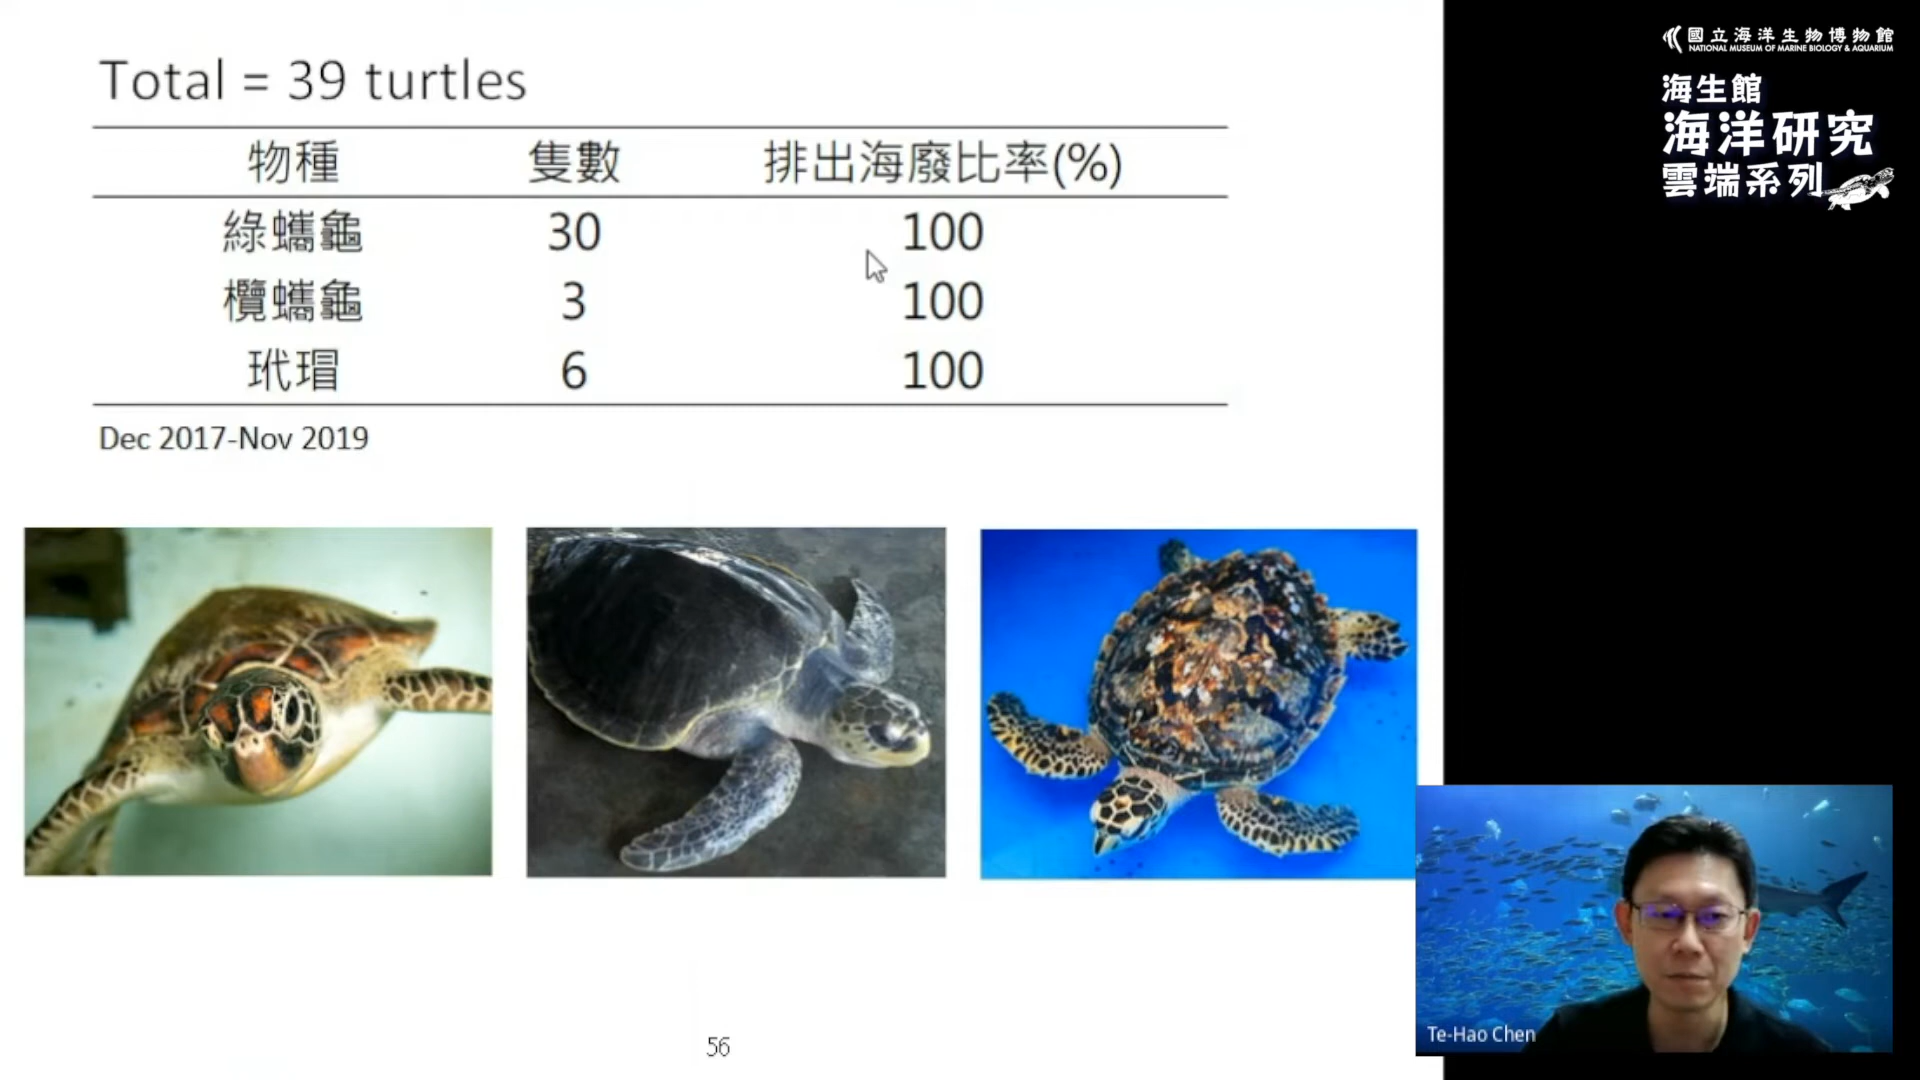 Total = 39 turtles
物種 隻數 排出海廢比率(%)
綠蠵龜 30 100
欖蠵龜 3 100
玳瑁 6 100
Dec 2017-Nov 2019
56
國立海洋生物博物館
NATIONAL MUSEUM OF MARINE BIOLOGY & AQUARIUM
海生館
海洋研究
雲端系列
Te-Hao Chen